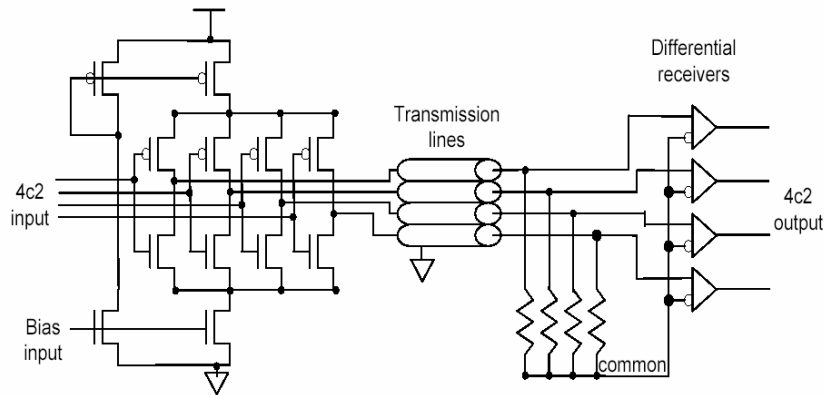 Differential
receivers
Transmission
lines
4c2
input
4c2
output
Bias
input
common